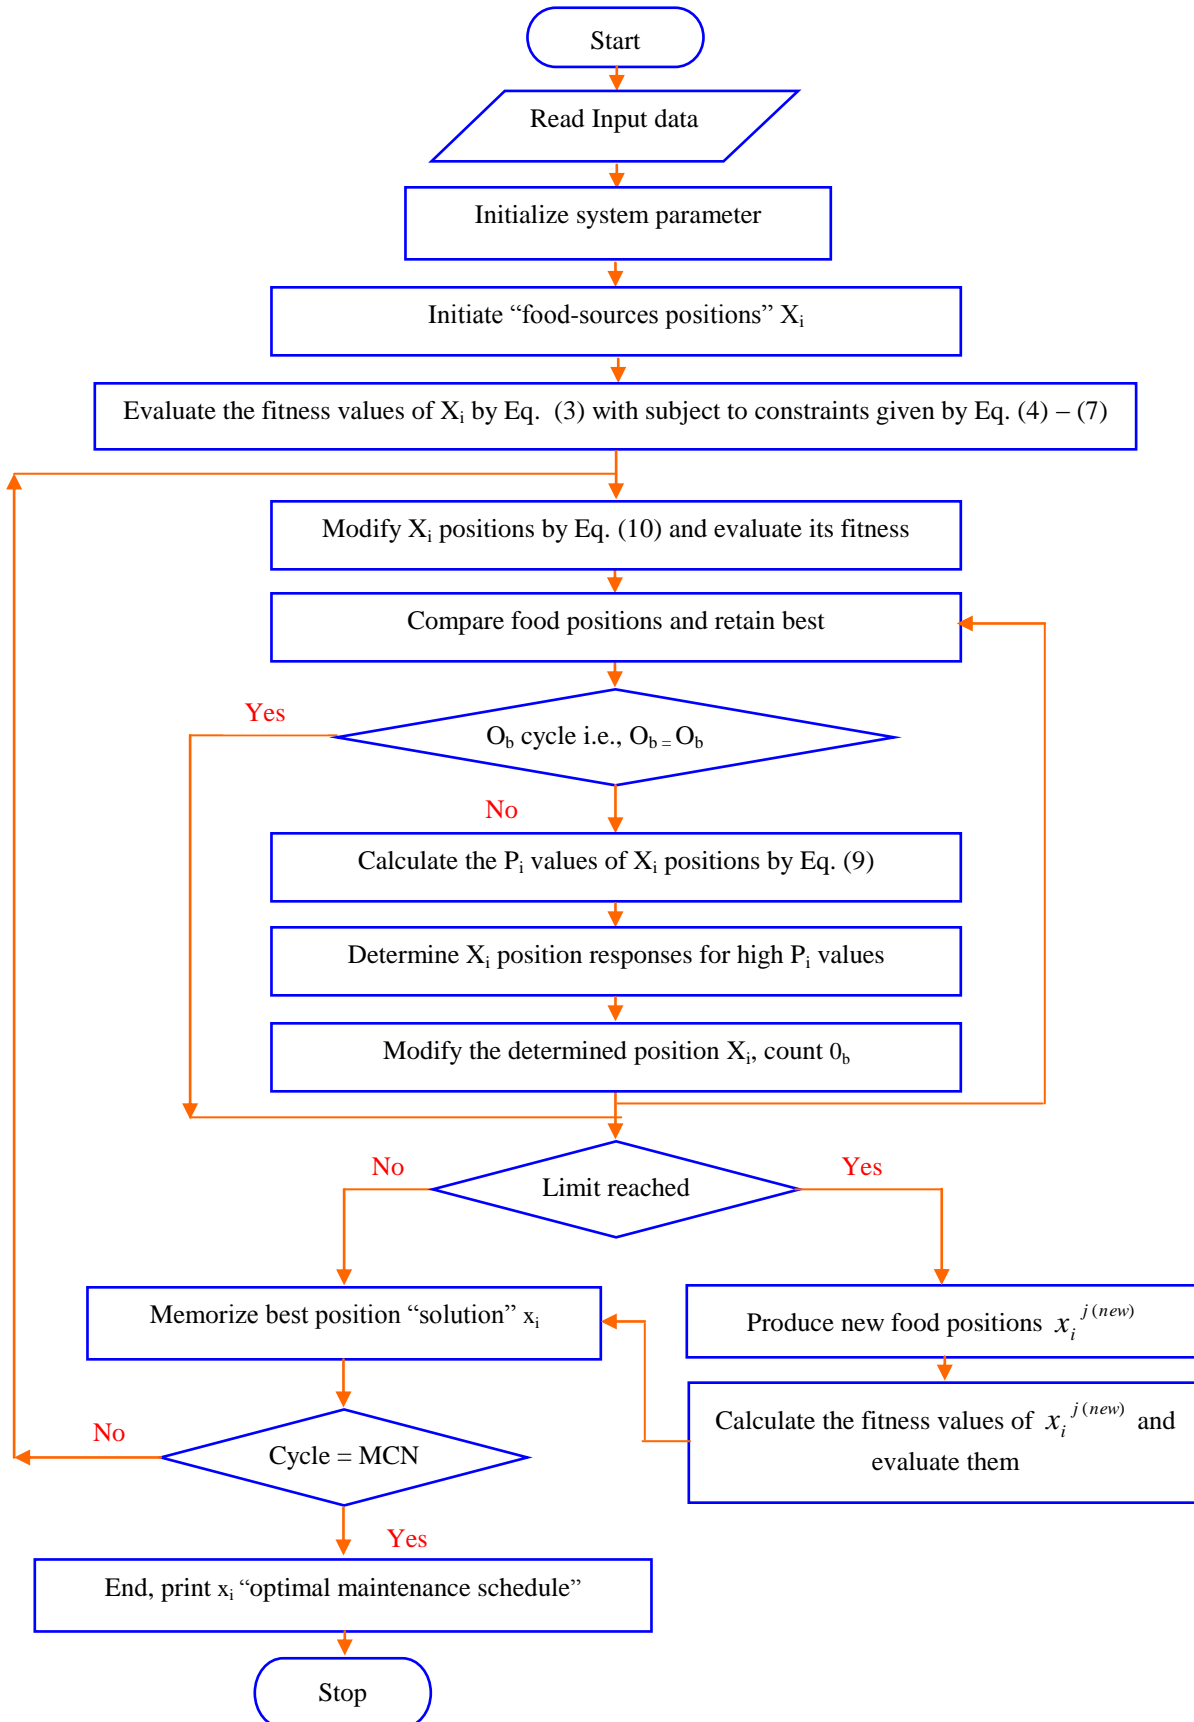 Start
Read Input data
Initialize system parameter
Initiate “food-sources positions” Xi
Evaluate the fitness values of Xi by Eq. (3) with subject to constraints given by Eq. (4) – (7)
Modify Xi positions by Eq. (10) and evaluate its fitness
Compare food positions and retain best
Yes
Ob cycle i.e., Ob = Ob
No
Calculate the Pi values of Xi positions by Eq. (9)
Determine Xi position responses for high Pi values
Modify the determined position Xi, count 0b
No
Yes
Limit reached
Memorize best position “solution” xi
Produce new food positions xi j(new)
Calculate the fitness values of xi j(new) and
evaluate them
No
Cycle = MCN
Yes
End, print xi “optimal maintenance schedule”
Stop